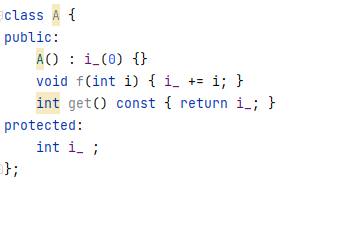 class A {
public:
    A() : i_(0) {}
    void f(int i) { i_ += i; }
    int get() const { return i_; }
protected:
    int i_ ;
};